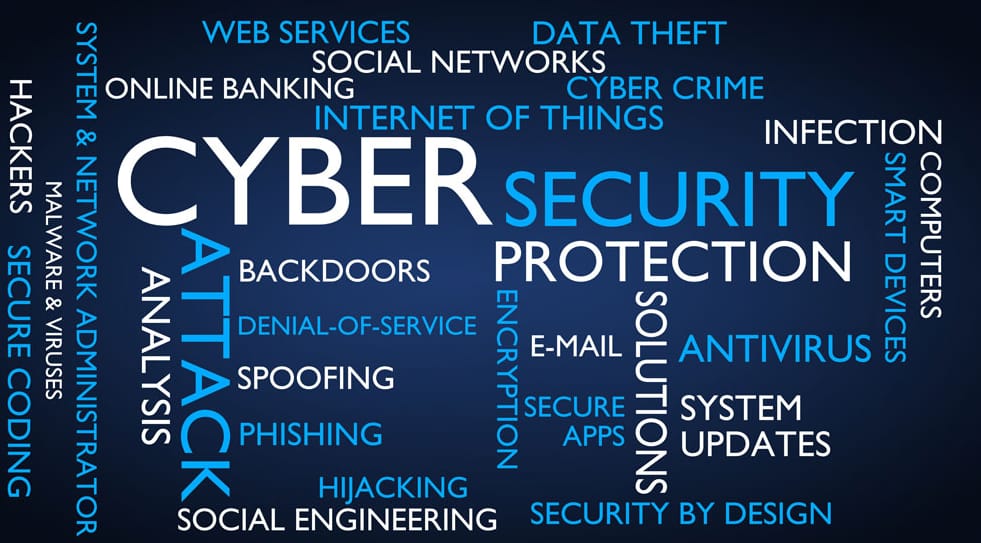 WEB SERVICES
DATA THEFT
SOCIAL NETWORKS
ONLINE BANKING
CYBER CRIME
INTERNET OF THINGS
INFECTION
HACKERS
SYSTEM & NETWORK ADMINISTRATOR
MALWARE & VIRUSES
SECURE CODING
CYBER
SECURITY
PROTECTION
SMART DEVICES
COMPUTERS
ATTACK
ANALYSIS
BACKDOORS
DENIAL-OF-SERVICE
SPOOFING
PHISHING
HIJACKING
SOCIAL ENGINEERING
ENCRYPTION
E-MAIL
SECURE
APPS
SOLUTIONS
ANTIVIRUS
SYSTEM
UPDATES
SECURITY BY DESIGN